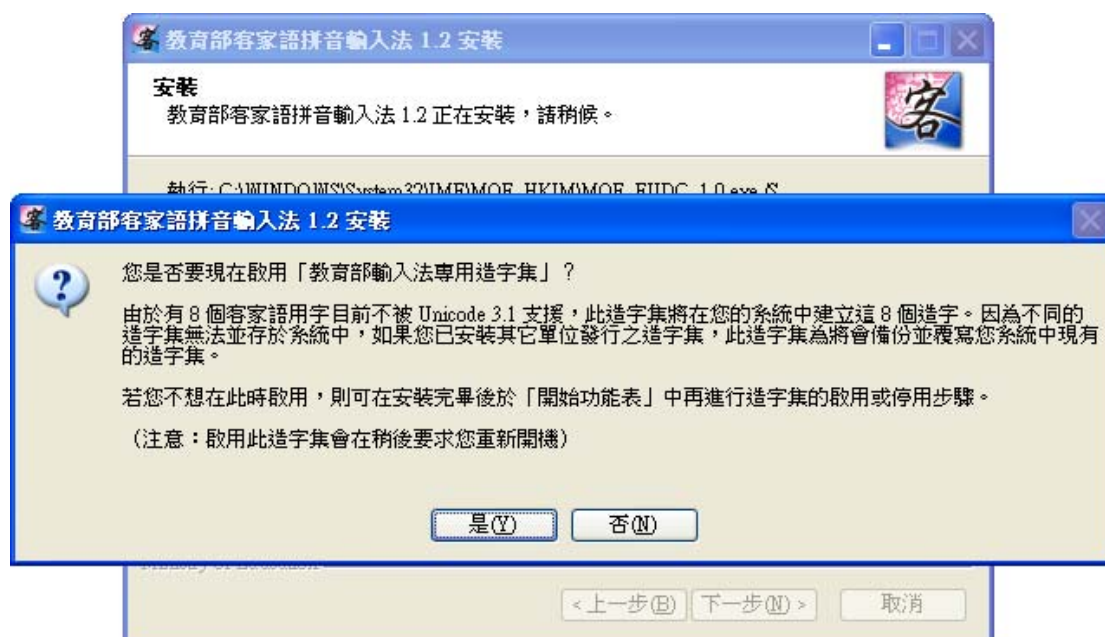 教育部客家語拼音輸入法 1.2 安裝
安裝
教育部客家語拼音輸入法 1.2 正在安裝，請稍候。
客
執行: C:\WINDOWS\System32\IME\MOE_HKIM\MOE_EUDC_1.0.exe /S
教育部客家語拼音輸入法 1.2 安裝
您是否要現在啟用「教育部輸入法專用造字集」？
由於有 8 個客家語用字目前不被 Unicode 3.1 支援，此造字集將在您的系統中建立這 8 個造字。因為不同的
造字集無法並存於系統中，如果您已安裝其它單位發行之造字集，此造字集為將會備份並覆寫您系統中現有
的造字集。
若您不想在此時啟用，則可在安裝完畢後於「開始功能表」中再進行造字集的啟用或停用步驟。
（注意：啟用此造字集會在稍後要求您重新開機）
是(Y) 否(N)
Ministry of Education
<上一步(B) 下一步(N)> 取消